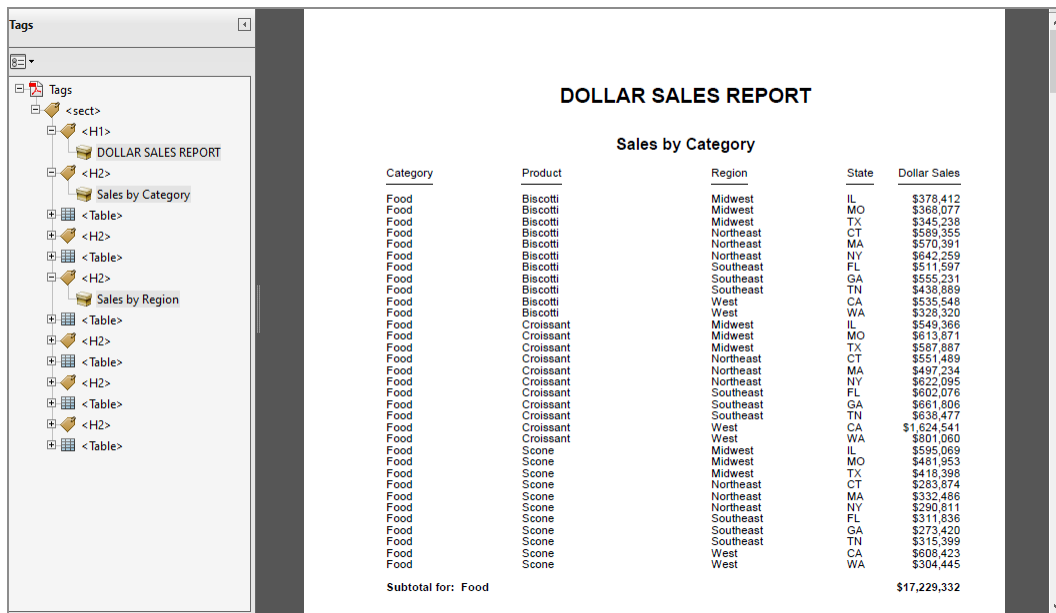 Tags
Tags
<sect>
<H1>
DOLLAR SALES REPORT
<H2>
Sales by Category
<Table>
<H2>
<Table>
<H2>
Sales by Region
<Table>
<H2>
<Table>
<H2>
<Table>
<H2>
<Table>
DOLLAR SALES REPORT
Sales by Category
Category Product Region State Dollar Sales
Food Biscotti Midwest IL $378,412
Food Biscotti Midwest MO $368,077
Food Biscotti Midwest TX $345,238
Food Biscotti Northeast CT $589,355
Food Biscotti Northeast MA $570,391
Food Biscotti Northeast NY $642,259
Food Biscotti Southeast FL $511,597
Food Biscotti Southeast GA $555,231
Food Biscotti Southeast TN $438,889
Food Biscotti West CA $535,548
Food Biscotti West WA $328,320
Food Croissant Midwest IL $549,366
Food Croissant Midwest MO $613,871
Food Croissant Midwest TX $587,887
Food Croissant Northeast CT $551,489
Food Croissant Northeast MA $497,234
Food Croissant Northeast NY $622,095
Food Croissant Southeast FL $602,076
Food Croissant Southeast GA $661,806
Food Croissant Southeast TN $638,477
Food Croissant West CA $1,624,541
Food Croissant West WA $801,060
Food Scone Midwest IL $595,069
Food Scone Midwest MO $481,953
Food Scone Midwest TX $418,398
Food Scone Northeast CT $283,874
Food Scone Northeast MA $332,486
Food Scone Northeast NY $290,811
Food Scone Southeast FL $311,836
Food Scone Southeast GA $273,420
Food Scone Southeast TN $315,399
Food Scone West CA $608,423
Food Scone West WA $304,445
Subtotal for: Food $17,229,332